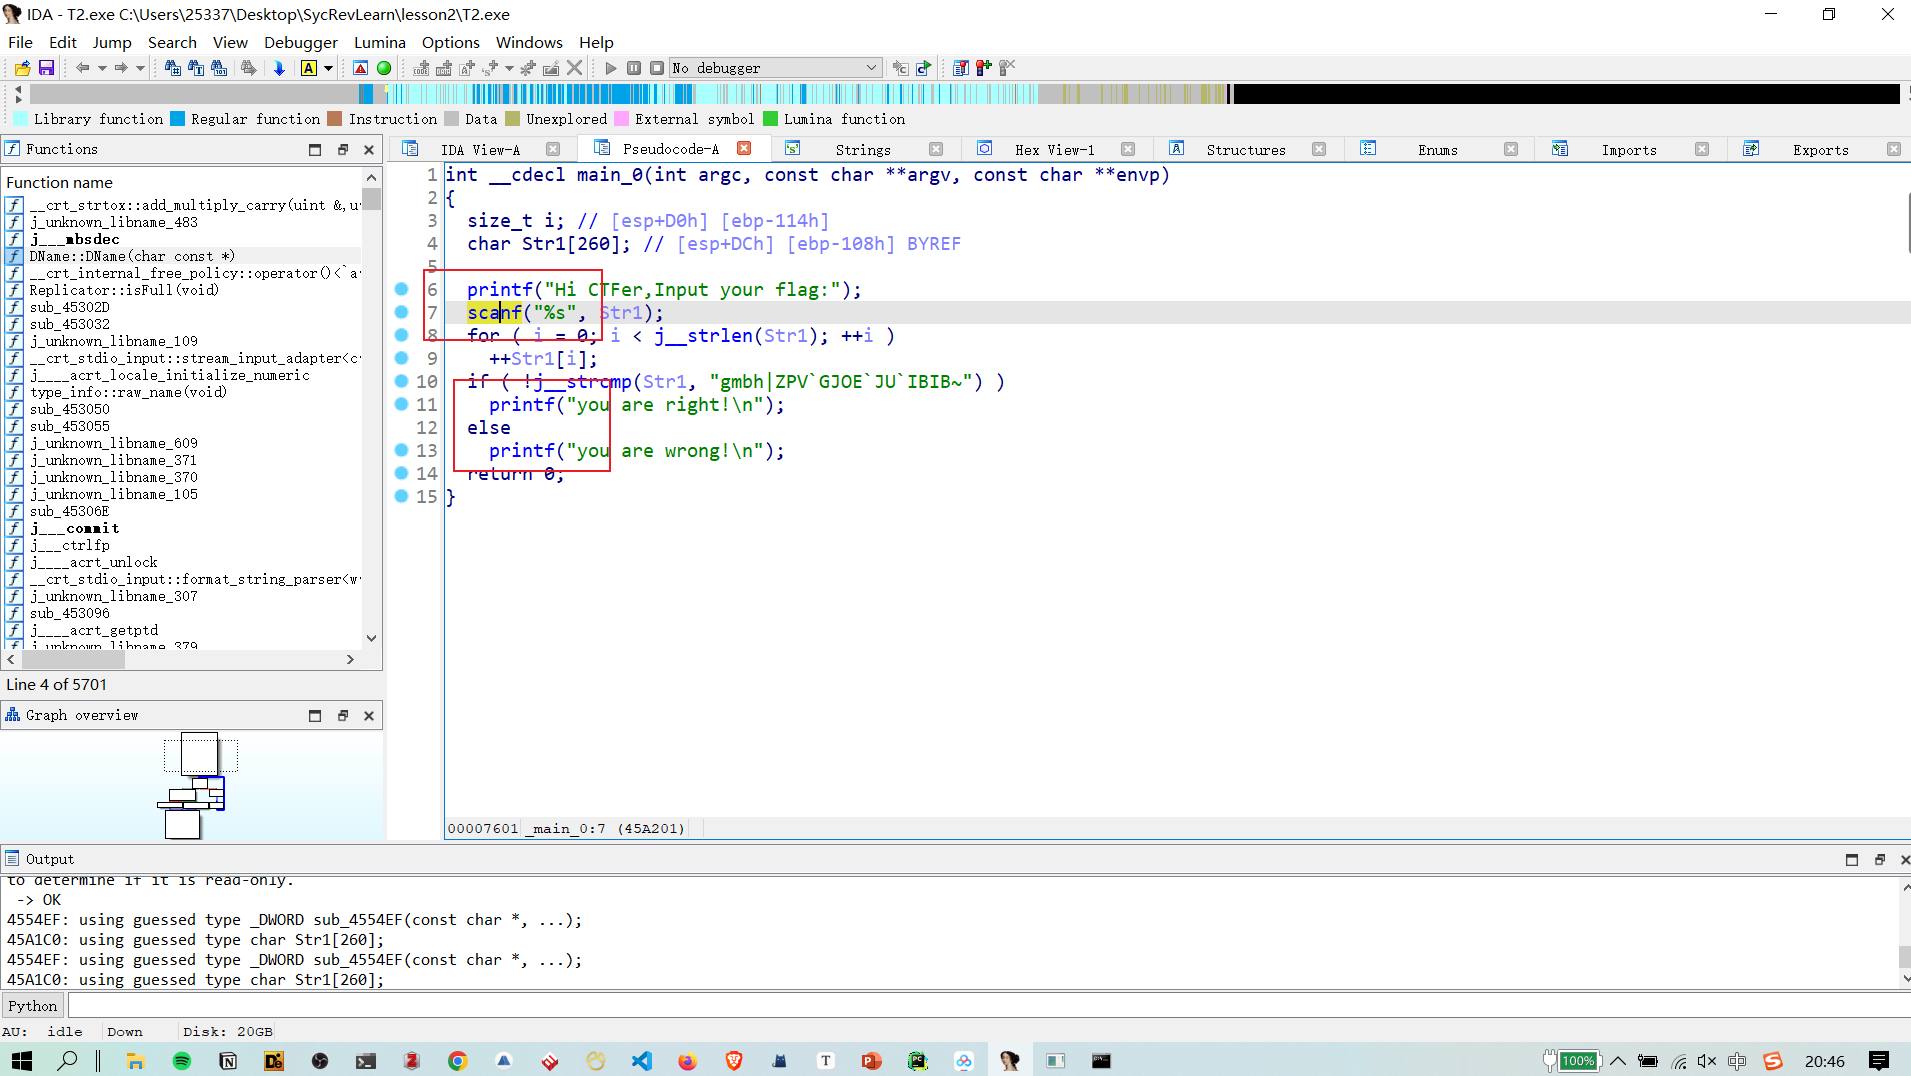 IDA - T2.exe C:\Users\25337\Desktop\SycRevLearn\lesson2\T2.exe
File Edit Jump Search View Debugger Lumina Options Windows Help
No debugger
Library function Regular function Instruction Data Unexplored External symbol Lumina function
Functions
IDA View-A Pseudocode-A Strings Hex View-1 Structures Enums Imports Exports
Function name
__crt_strtox::add_multiply_carry(uint &,u
j_unknown_libname_483
j___mbsdec
DName::DName(char const *)
__crt_internal_free_policy::operator()<`a
Replicator::isFull(void)
sub_45302D
sub_453032
j_unknown_libname_109
__crt_stdio_input::stream_input_adapter<c
j____acrt_locale_initialize_numeric
type_info::raw_name(void)
sub_453050
sub_453055
j_unknown_libname_609
j_unknown_libname_371
j_unknown_libname_370
j_unknown_libname_105
sub_45306E
j___commit
j___ctrlfp
j____acrt_unlock
__crt_stdio_input::format_string_parser<w
j_unknown_libname_307
sub_453096
j____acrt_getptd
j_unknown_libname_379
Line 4 of 5701
Graph overview
1 int __cdecl main_0(int argc, const char **argv, const char **envp)
2 {
3 size_t i; // [esp+D0h] [ebp-114h]
4 char Str1[260]; // [esp+DCh] [ebp-108h] BYREF
5
6 printf("Hi CTFer,Input your flag:");
7 scanf("%s", Str1);
8 for ( i = 0; i < j__strlen(Str1); ++i )
9 ++Str1[i];
10 if ( !j__strcmp(Str1, "gmbh|ZPV`GJOE`JU`IBIB~") )
11 printf("you are right!\n");
12 else
13 printf("you are wrong!\n");
14 return 0;
15 }
00007601 _main_0:7 (45A201)
Output
to determine if it is read-only.
-> OK
4554EF: using guessed type _DWORD sub_4554EF(const char *, ...);
45A1C0: using guessed type char Str1[260];
4554EF: using guessed type _DWORD sub_4554EF(const char *, ...);
45A1C0: using guessed type char Str1[260];
Python
AU: idle Down Disk: 20GB
100% 中 20:46